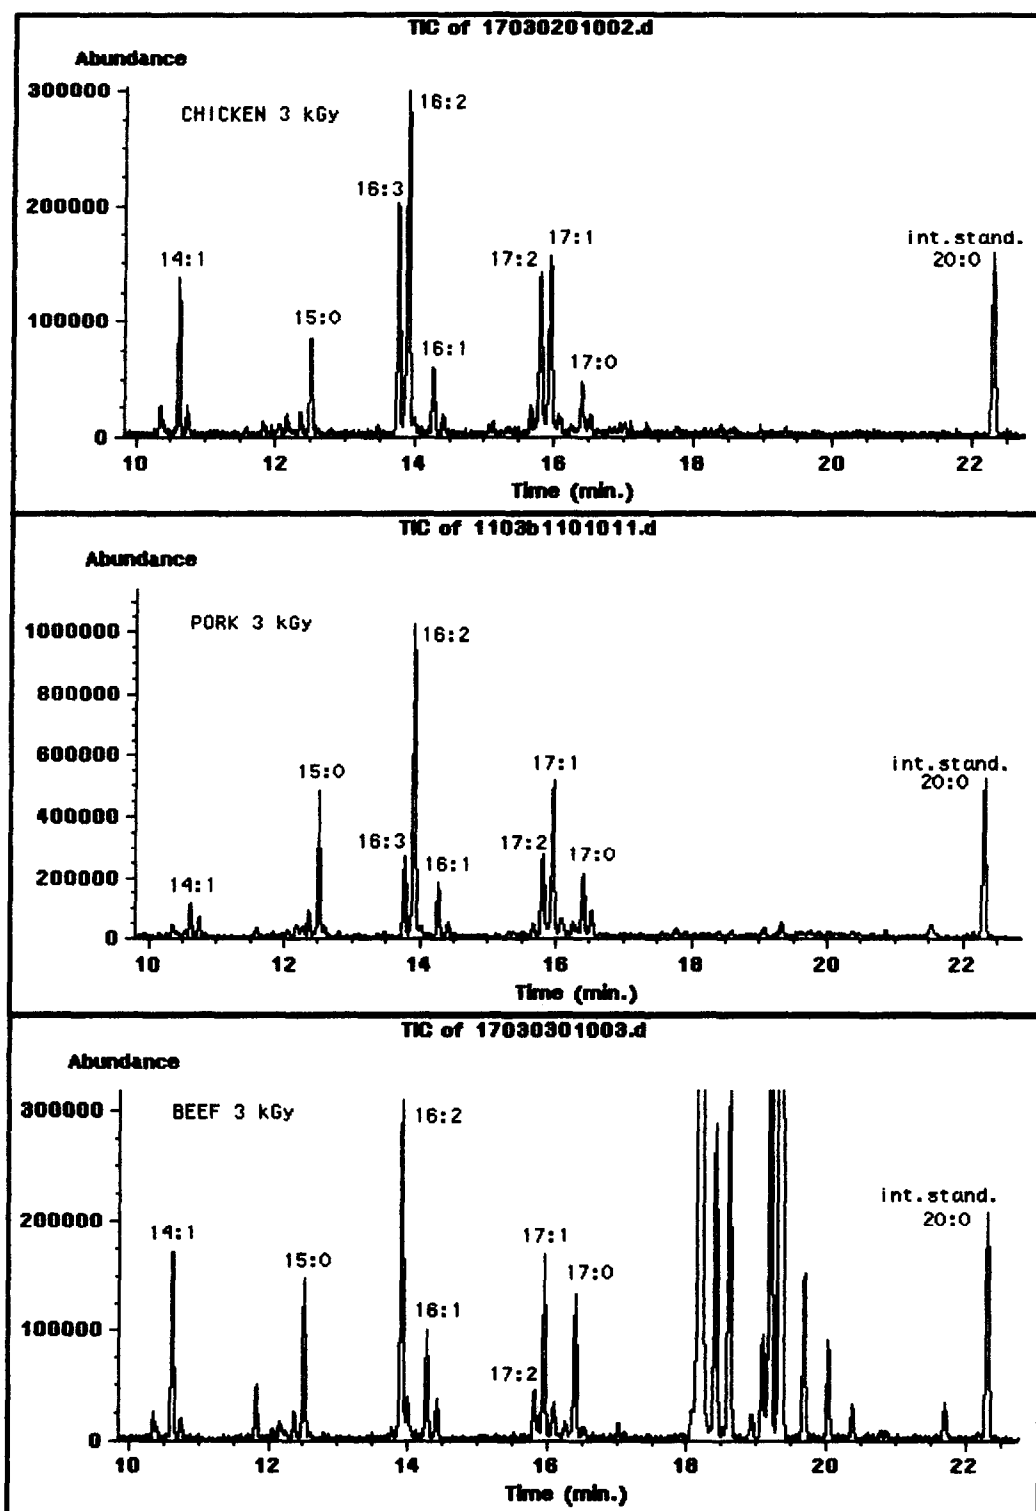 TIC of 17030201002.d
Abundance
300000
CHICKEN 3 kGy
16:2
16:3
200000
14:1
17:2
17:1
int.stand.
20:0
100000
15:0
16:1
17:0
0
10 12 14 16 18 20 22
Time (min.)
TIC of 1103b1101011.d
Abundance
1000000
PORK 3 kGy
16:2
800000
600000
15:0
17:1
int.stand.
20:0
400000
16:3
17:2
200000
14:1
16:1
17:0
0
10 12 14 16 18 20 22
Time (min.)
TIC of 17030301003.d
Abundance
300000
BEEF 3 kGy
16:2
200000
14:1
15:0
17:1
17:0
int.stand.
20:0
100000
16:1
17:2
0
10 12 14 16 18 20 22
Time (min.)